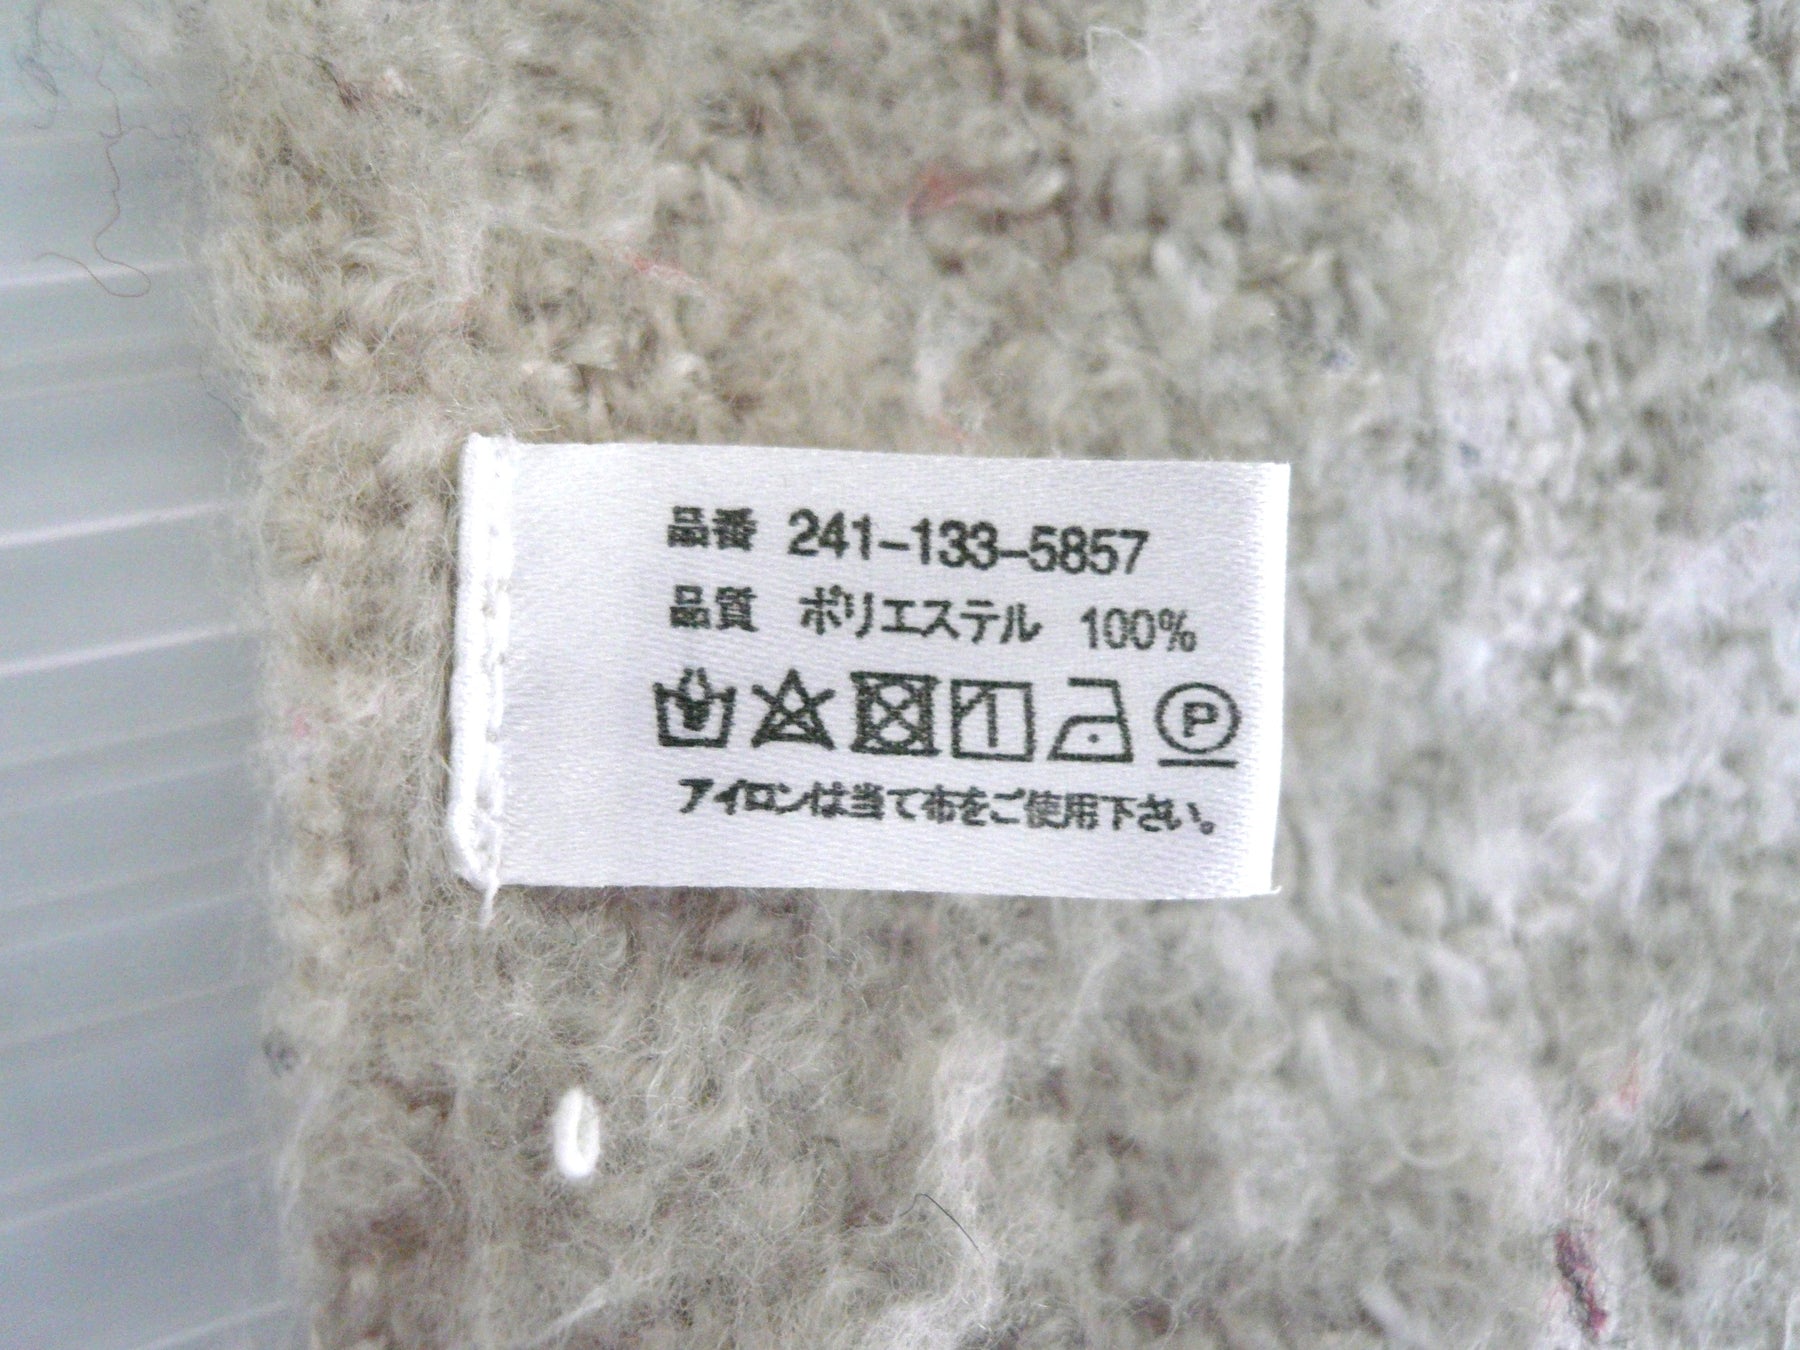 品番 241-133-5857
品質 ポリエステル 100%
P
アイロンは当て布をご使用下さい。